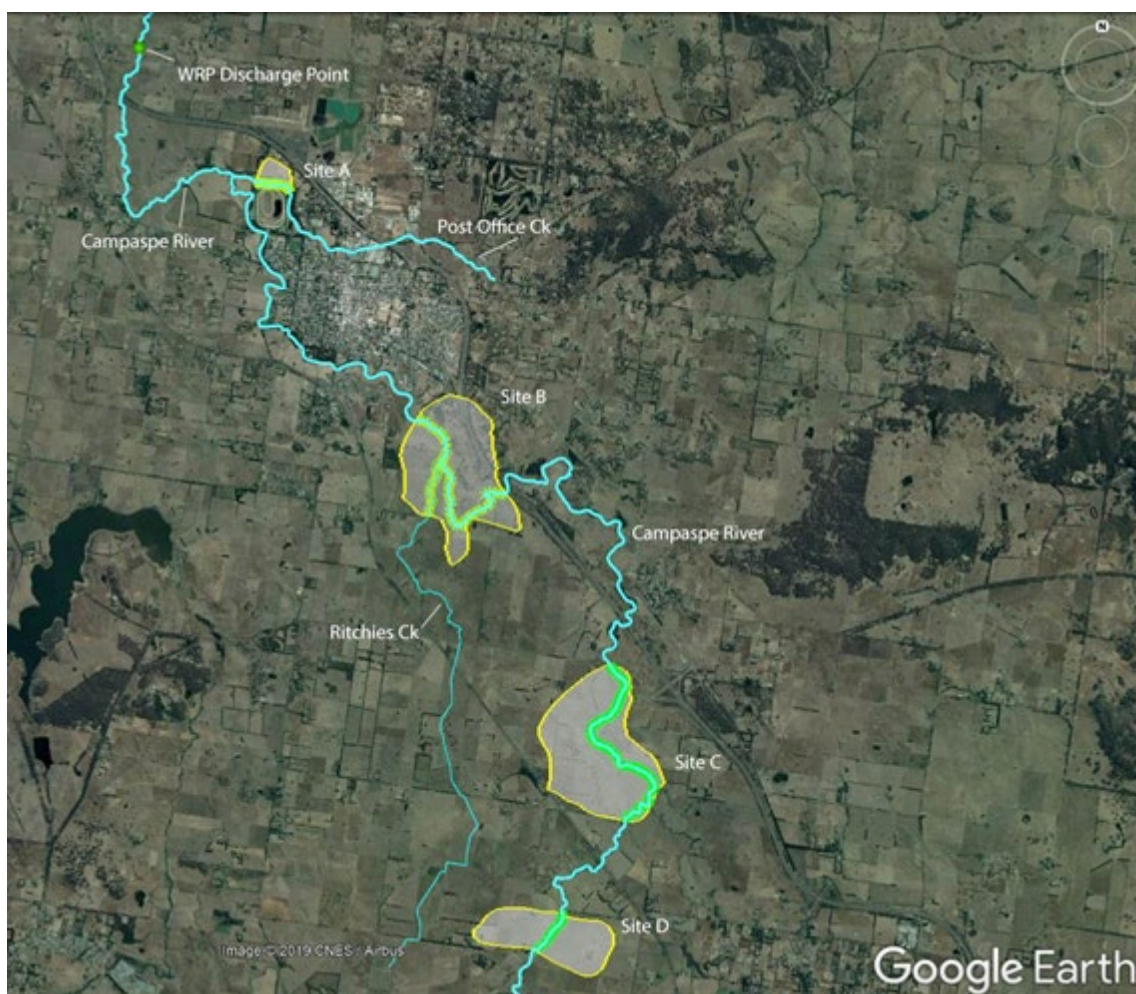 N
WRP Discharge Point
Site A
Post Office Ck
Campaspe River
Site B
Campaspe River
Ritchies Ck
Site C
Site D
Image © 2019 CNES / Airbus
Google Earth